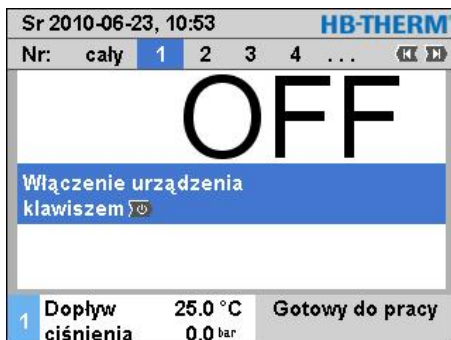 Sr 2010-06-23, 10:53 HB-THERM
Nr: cały 1 2 3 4 ...
OFF
Włączenie urządzenia
klawiszem
1 Dopływ 25.0 °C Gotowy do pracy
ciśnienia 0.0 bar